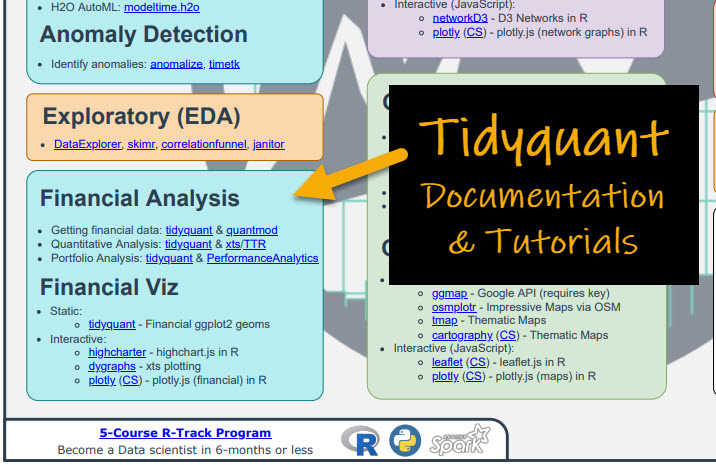 • H2O AutoML: modeltime.h2o
Anomaly Detection
• Identify anomalies: anomalize, timetk
Exploratory (EDA)
• DataExplorer, skimr, correlationfunnel, janitor
Financial Analysis
• Getting financial data: tidyquant & quantmod
• Quantitative Analysis: tidyquant & xts/TTR
• Portfolio Analysis: tidyquant & PerformanceAnalytics
Financial Viz
• Static:
o tidyquant - Financial ggplot2 geoms
• Interactive:
o highcharter - highchart.js in R
o dygraphs - xts plotting
o plotly (CS) - plotly.js (financial) in R
• Interactive (JavaScript):
o networkD3 - D3 Networks in R
o plotly (CS) - plotly.js (network graphs) in R
Tidyquant
Documentation
& Tutorials
o ggmap - Google API (requires key)
o osmplotr - Impressive Maps via OSM
o tmap - Thematic Maps
o cartography (CS) - Thematic Maps
• Interactive (JavaScript):
o leaflet (CS) - leaflet.js in R
o plotly (CS) - plotly.js (maps) in R
5-Course R-Track Program
Become a Data scientist in 6-months or less
R
APACHE
Spark